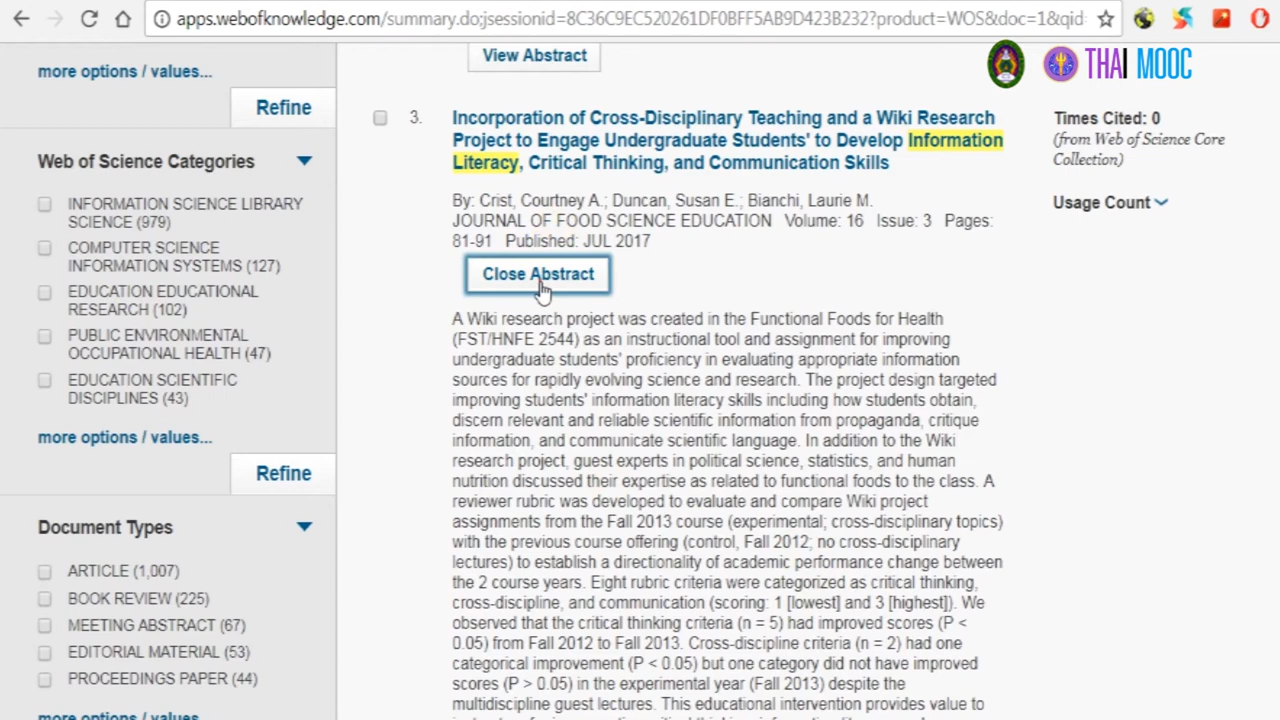 apps.webofknowledge.com/summary.do;jsessionid=8C36C9EC520261DF0BFF5AB9D423B232?product=WOS&doc=1&qid
THAI MOOC
more options / values...
Refine
Web of Science Categories
INFORMATION SCIENCE LIBRARY
SCIENCE (979)
COMPUTER SCIENCE
INFORMATION SYSTEMS (127)
EDUCATION EDUCATIONAL
RESEARCH (102)
PUBLIC ENVIRONMENTAL
OCCUPATIONAL HEALTH (47)
EDUCATION SCIENTIFIC
DISCIPLINES (43)
more options / values...
Refine
Document Types
ARTICLE (1,007)
BOOK REVIEW (225)
MEETING ABSTRACT (67)
EDITORIAL MATERIAL (53)
PROCEEDINGS PAPER (44)
more options / values...
View Abstract
3.
Incorporation of Cross-Disciplinary Teaching and a Wiki Research
Project to Engage Undergraduate Students' to Develop Information
Literacy, Critical Thinking, and Communication Skills
By: Crist, Courtney A.; Duncan, Susan E.; Bianchi, Laurie M.
JOURNAL OF FOOD SCIENCE EDUCATION Volume: 16 Issue: 3 Pages:
81-91 Published: JUL 2017
Close Abstract
A Wiki research project was created in the Functional Foods for Health
(FST/HNFE 2544) as an instructional tool and assignment for improving
undergraduate students' proficiency in evaluating appropriate information
sources for rapidly evolving science and research. The project design targeted
improving students' information literacy skills including how students obtain,
discern relevant and reliable scientific information from propaganda, critique
information, and communicate scientific language. In addition to the Wiki
research project, guest experts in political science, statistics, and human
nutrition discussed their expertise as related to functional foods to the class. A
reviewer rubric was developed to evaluate and compare Wiki project
assignments from the Fall 2013 course (experimental; cross-disciplinary topics)
with the previous course offering (control, Fall 2012; no cross-disciplinary
lectures) to establish a directionality of academic performance change between
the 2 course years. Eight rubric criteria were categorized as critical thinking,
cross-discipline, and communication (scoring: 1 [lowest] and 3 [highest]). We
observed that the critical thinking criteria (n = 5) had improved scores (P <
0.05) from Fall 2012 to Fall 2013. Cross-discipline criteria (n = 2) had one
categorical improvement (P < 0.05) but one category did not have improved
scores (P > 0.05) in the experimental year (Fall 2013) despite the
multidiscipline guest lectures. This educational intervention provides value to
Times Cited: 0
(from Web of Science Core
Collection)
Usage Count